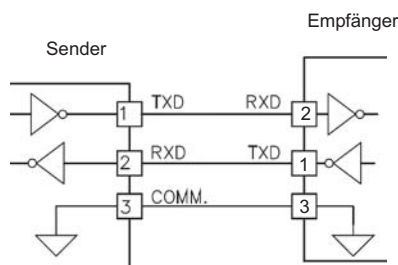 Empfänger
Sender
1 TXD RXD 2
2 RXD TXD 1
3 COMM. 3